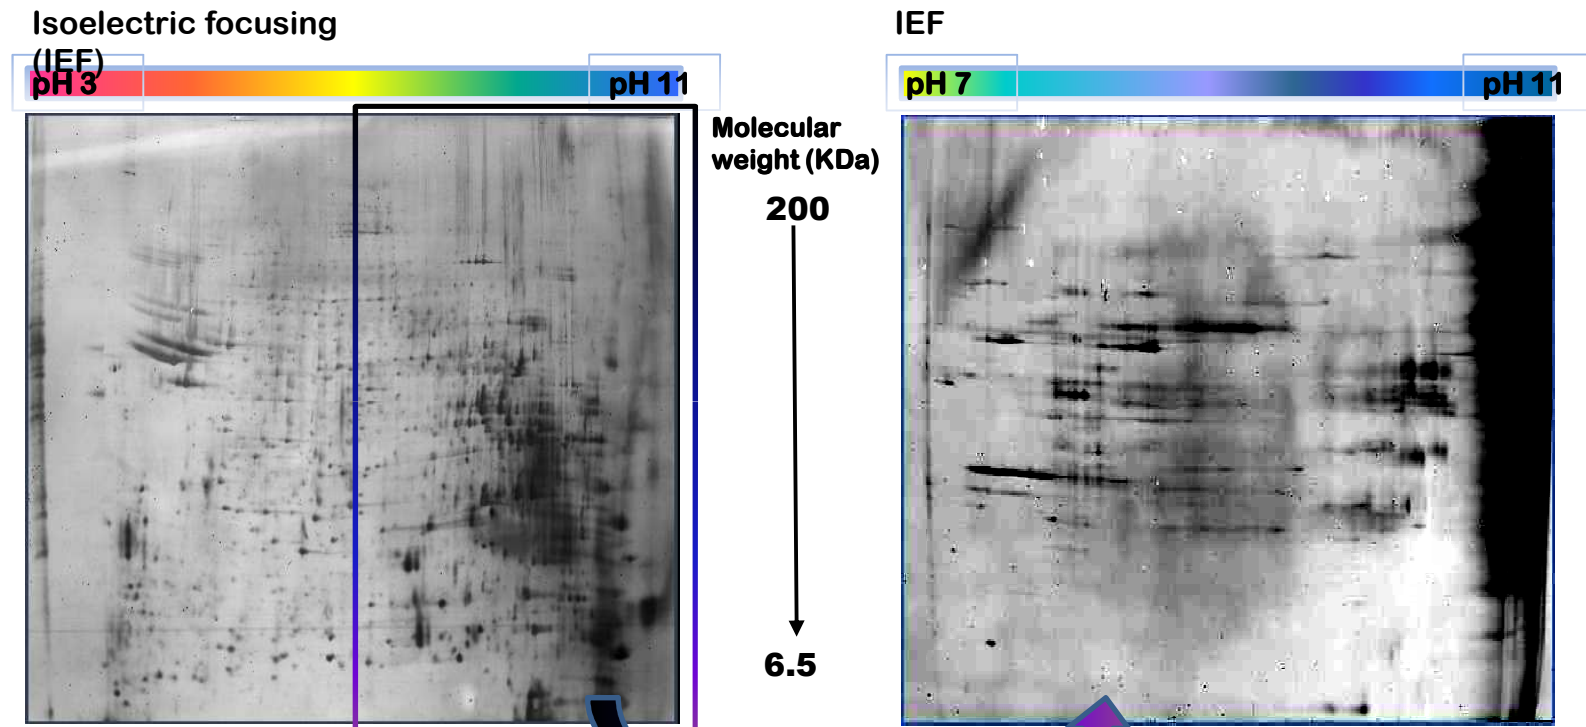 Isoelectric focusing
(IEF)
pH 3
pH 11
Molecular
weight (KDa)
200
6.5
IEF
pH 7
pH 11